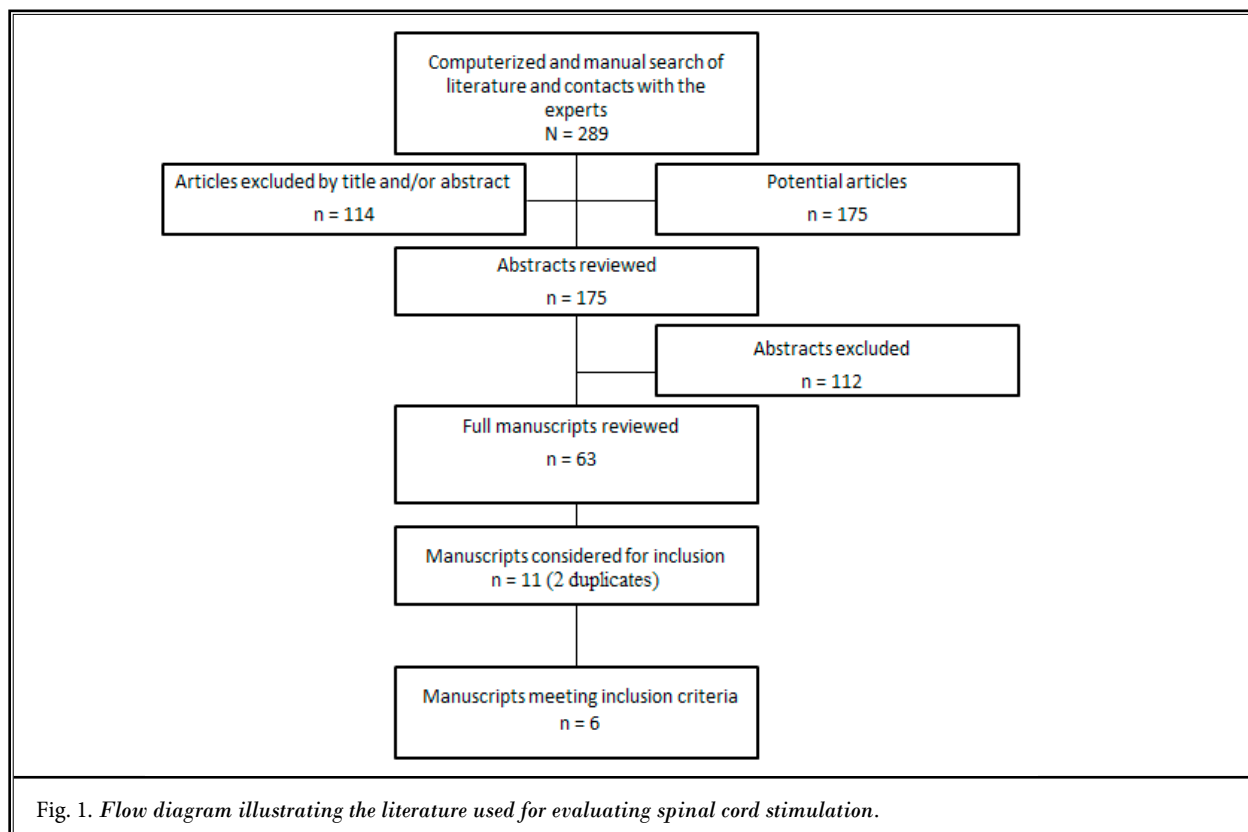 Computerized and manual search of
literature and contacts with the
experts
N = 289
Articles excluded by title and/or abstract
n = 114
Potential articles
n = 175
Abstracts reviewed
n = 175
Abstracts excluded
n = 112
Full manuscripts reviewed
n = 63
Manuscripts considered for inclusion
n = 11 (2 duplicates)
Manuscripts meeting inclusion criteria
n = 6
Fig. 1. Flow diagram illustrating the literature used for evaluating spinal cord stimulation.